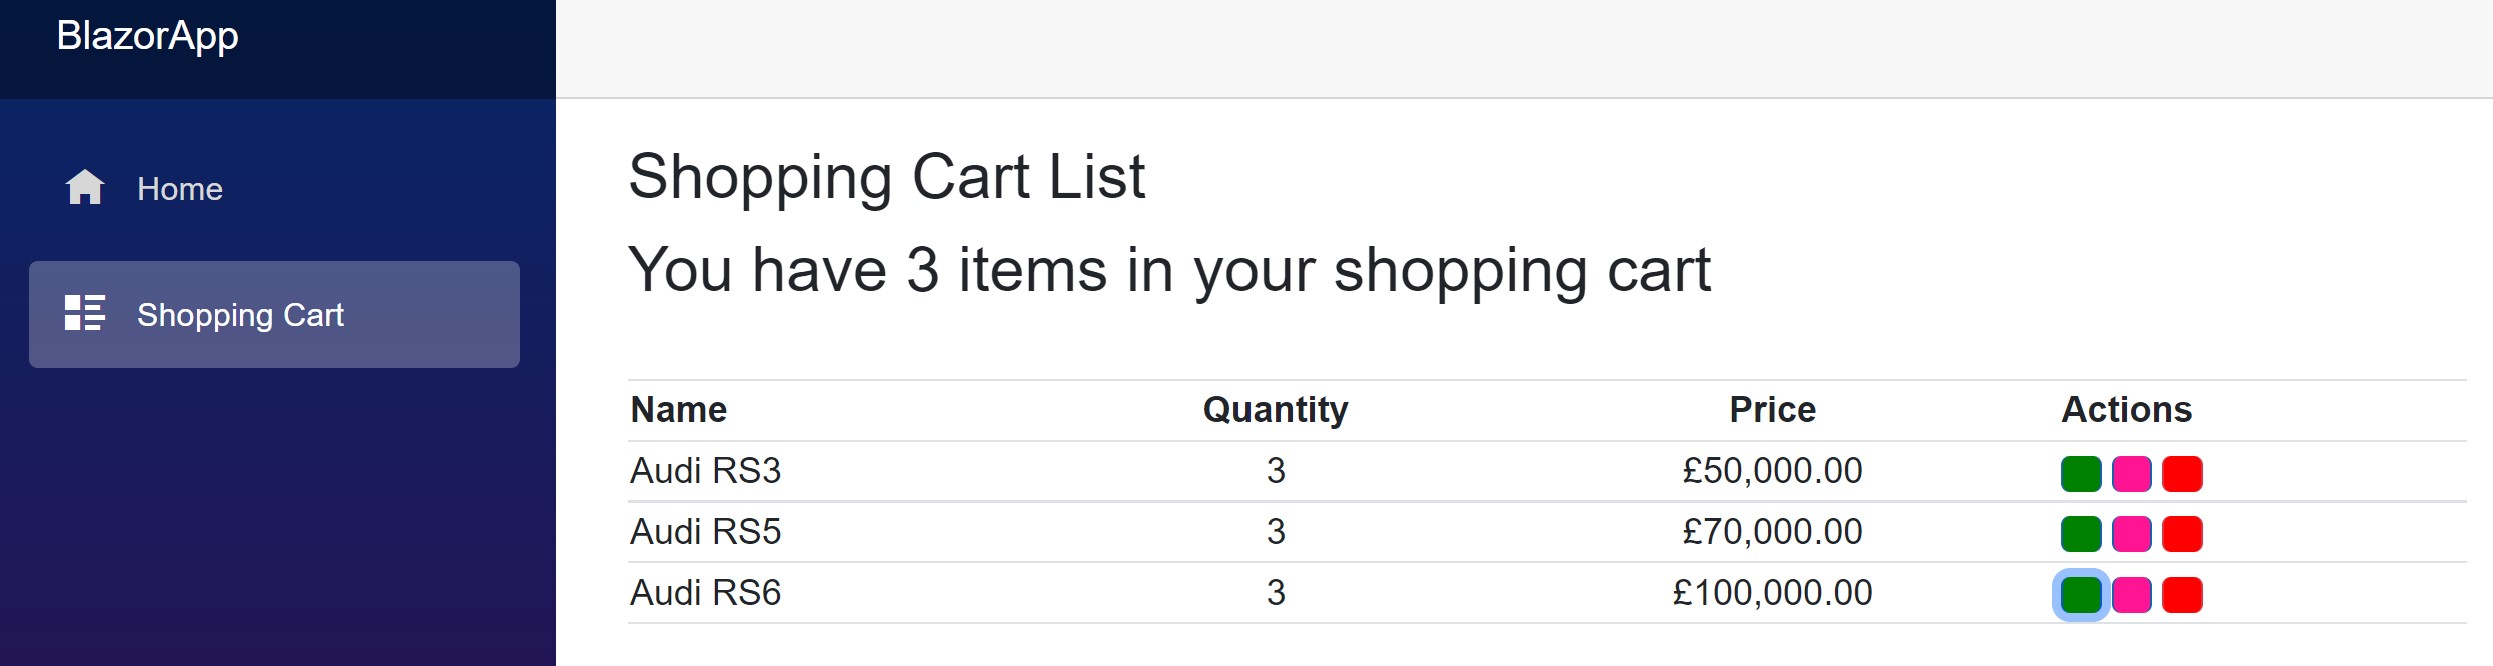 BlazorApp
Home
Shopping Cart
Shopping Cart List
You have 3 items in your shopping cart
Name Quantity Price Actions
Audi RS3 3 £50,000.00
Audi RS5 3 £70,000.00
Audi RS6 3 £100,000.00